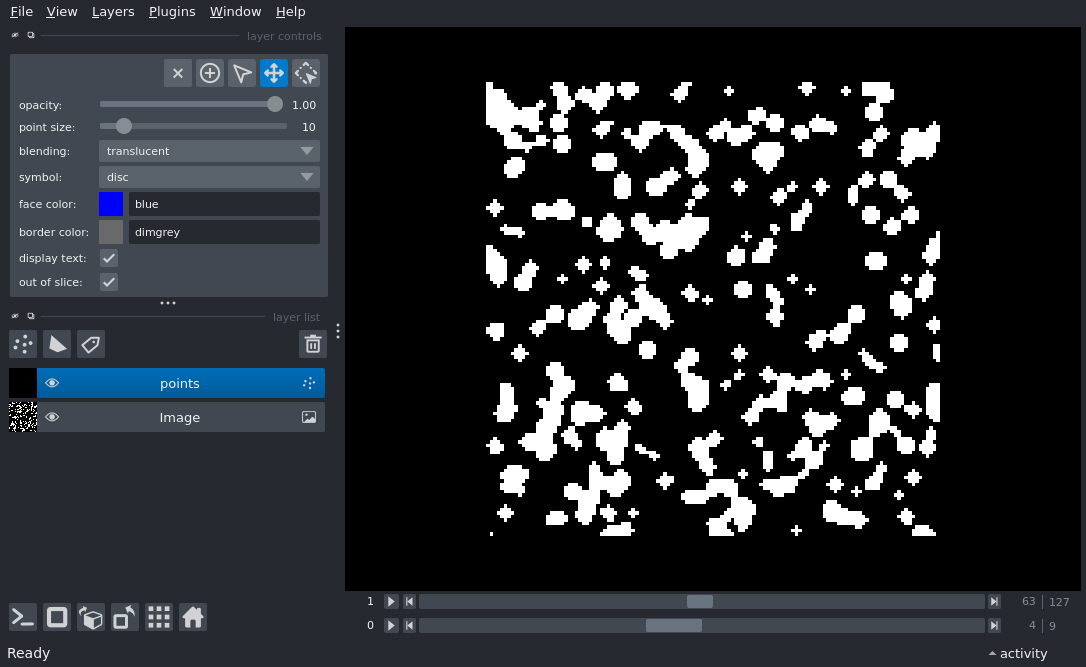 File View Layers Plugins Window Help
layer controls
opacity: 1.00
point size: 10
blending: translucent
symbol: disc
face color: blue
border color: dimgrey
display text:
out of slice:
layer list
points
Image
1 63 127
0 4 9
Ready activity